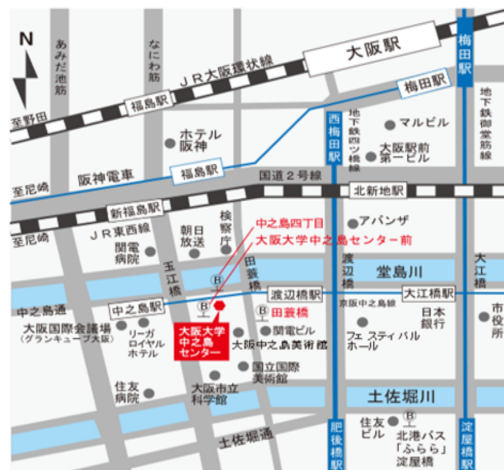 N
あみだ池筋
なにわ筋
大阪駅
梅田駅
JR大阪環状線
梅田駅
福島駅
至野田
ホテル
阪神
西梅田駅
地下鉄四ツ橋線
マルビル
大阪駅前
第一ビル
地下鉄御堂筋線
至尼崎
阪神電車
福島駅
国道2号線
北新地駅
新福島駅
至尼崎
JR東西線
関電
病院
朝日
放送
検察庁
中之島四丁目
大阪大学中之島センター前
アバンザ
玉江橋
田蓑橋
渡辺橋
堂島川
大江橋
中之島通
中之島駅
渡辺橋駅
大江橋駅
京阪中之島線
大阪国際会議場
(グランキューブ大阪)
リーガ
ロイヤル
ホテル
大阪大学
中之島
センター
田蓑橋
関電ビル
大阪中之島美術館
フェスティバル
ホール
日本
銀行
市役所
国立国際
美術館
大阪市立
科学館
住友
病院
土佐堀川
土佐堀通
肥後橋駅
住友
ビル
北港バス
「ふらら」
淀屋橋
淀屋橋駅